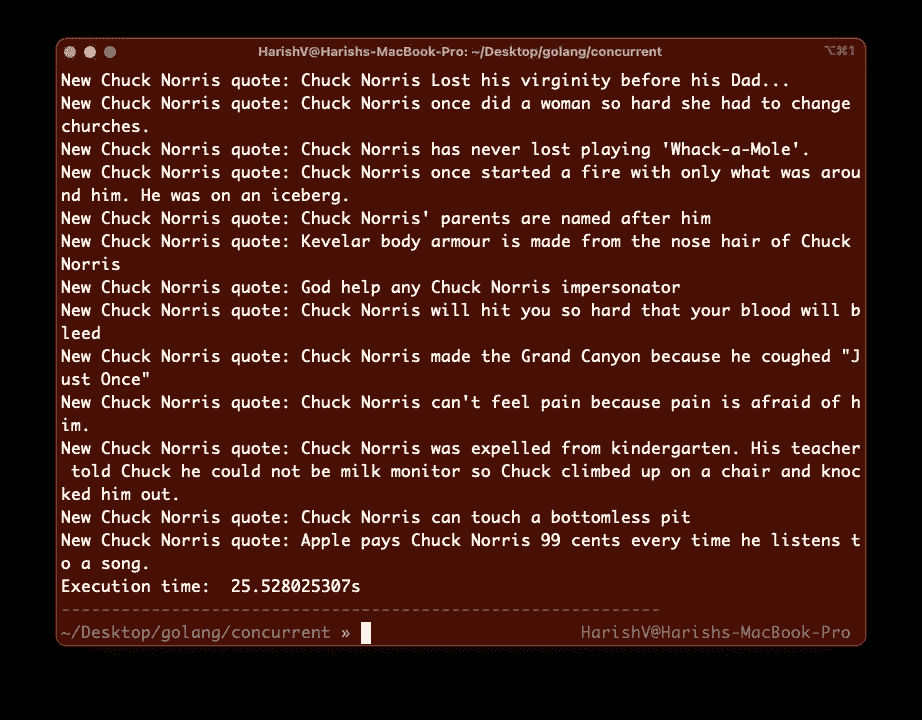 HarishV@Harishs-MacBook-Pro: ~/Desktop/golang/concurrent ⌥⌘1
New Chuck Norris quote: Chuck Norris Lost his virginity before his Dad...
New Chuck Norris quote: Chuck Norris once did a woman so hard she had to change
churches.
New Chuck Norris quote: Chuck Norris has never lost playing 'Whack-a-Mole'.
New Chuck Norris quote: Chuck Norris once started a fire with only what was arou
nd him. He was on an iceberg.
New Chuck Norris quote: Chuck Norris' parents are named after him
New Chuck Norris quote: Kevelar body armour is made from the nose hair of Chuck
Norris
New Chuck Norris quote: God help any Chuck Norris impersonator
New Chuck Norris quote: Chuck Norris will hit you so hard that your blood will b
leed
New Chuck Norris quote: Chuck Norris made the Grand Canyon because he coughed "J
ust Once"
New Chuck Norris quote: Chuck Norris can't feel pain because pain is afraid of h
im.
New Chuck Norris quote: Chuck Norris was expelled from kindergarten. His teacher
 told Chuck he could not be milk monitor so Chuck climbed up on a chair and knoc
ked him out.
New Chuck Norris quote: Chuck Norris can touch a bottomless pit
New Chuck Norris quote: Apple pays Chuck Norris 99 cents every time he listens t
o a song.
Execution time:  25.528025307s
------------------------------------------------------------
~/Desktop/golang/concurrent » HarishV@Harishs-MacBook-Pro